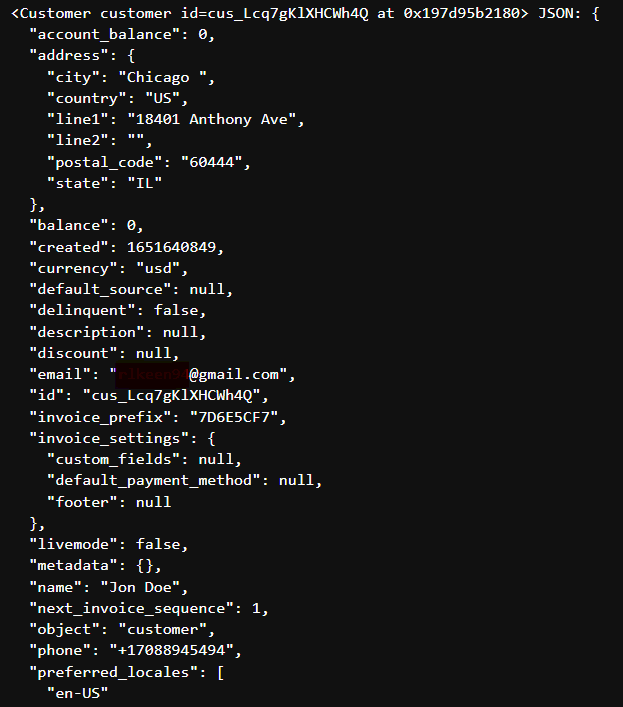 <Customer customer id=cus_Lcq7gKlXHCWh4Q at 0x197d95b2180> JSON: {
  "account_balance": 0,
  "address": {
    "city": "Chicago ",
    "country": "US",
    "line1": "18401 Anthony Ave",
    "line2": "",
    "postal_code": "60444",
    "state": "IL"
  },
  "balance": 0,
  "created": 1651640849,
  "currency": "usd",
  "default_source": null,
  "delinquent": false,
  "description": null,
  "discount": null,
  "email": "@gmail.com",
  "id": "cus_Lcq7gKlXHCWh4Q",
  "invoice_prefix": "7D6E5CF7",
  "invoice_settings": {
    "custom_fields": null,
    "default_payment_method": null,
    "footer": null
  },
  "livemode": false,
  "metadata": {},
  "name": "Jon Doe",
  "next_invoice_sequence": 1,
  "object": "customer",
  "phone": "+17088945494",
  "preferred_locales": [
    "en-US"